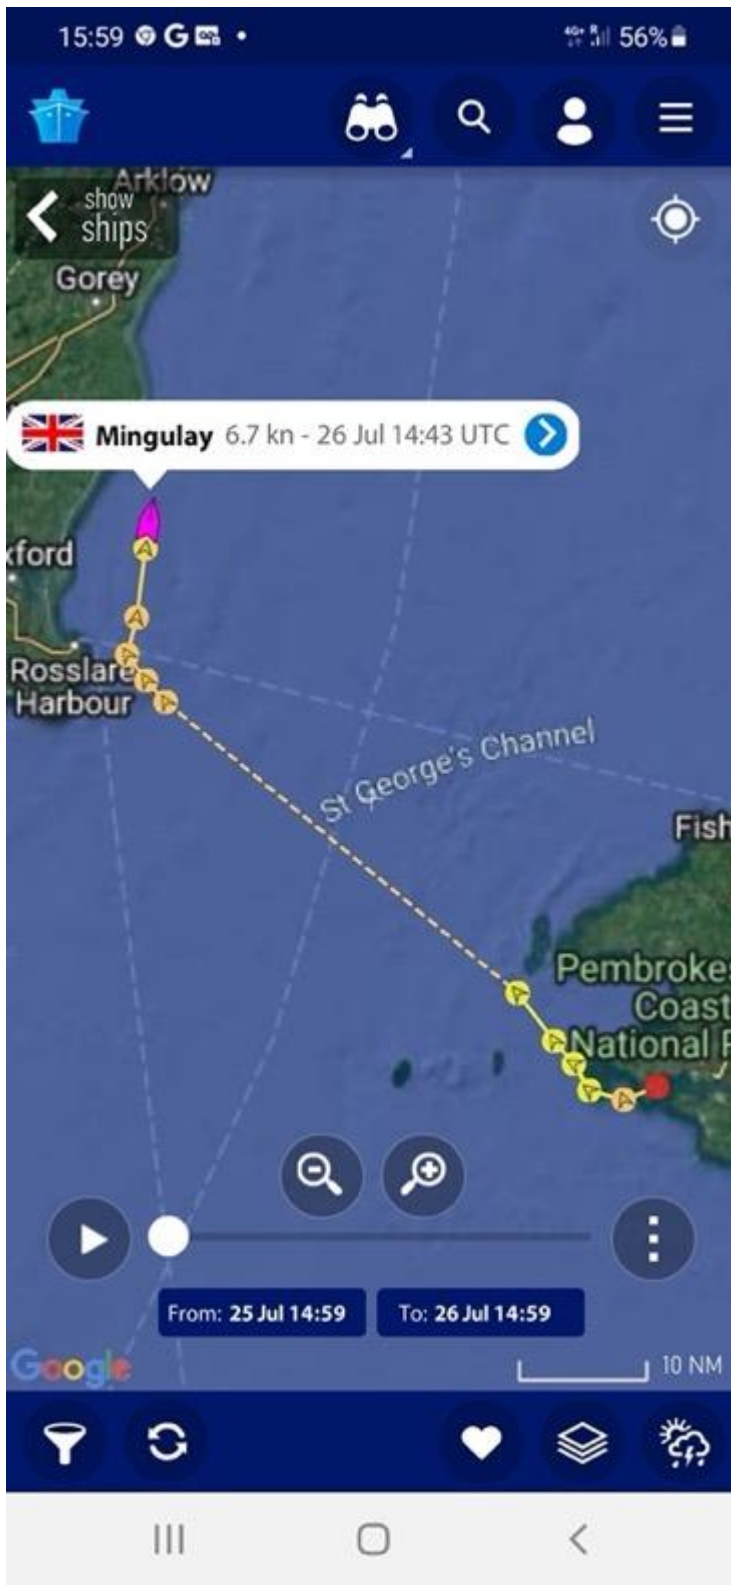 15:59
4G+ R 56%
Arklow
show
ships
Gorey
Mingulay 6.7 kn - 26 Jul 14:43 UTC
xford
Rosslare
Harbour
St George's Channel
Fish
Pembrokes
Coast
National P
From: 25 Jul 14:59 To: 26 Jul 14:59
Google 10 NM